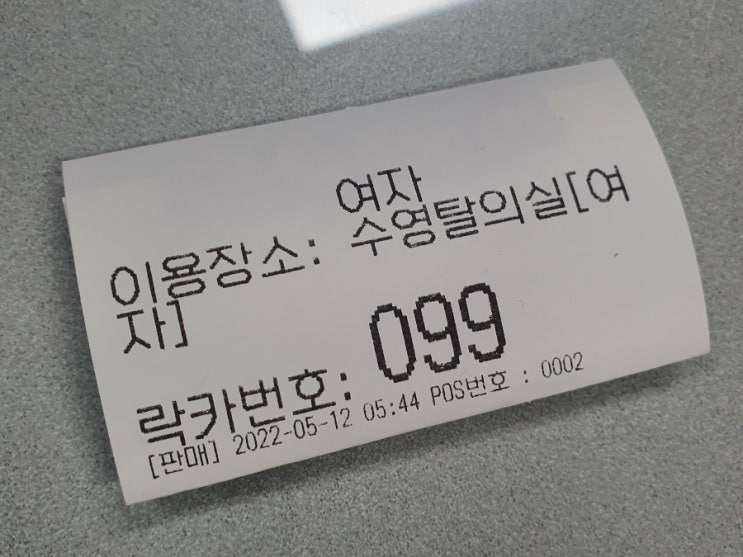 여자
이용장소: 수영탈의실[여
자]
락카번호: 099
[판매] 2022-05-12 05:44 POS번호 : 0002